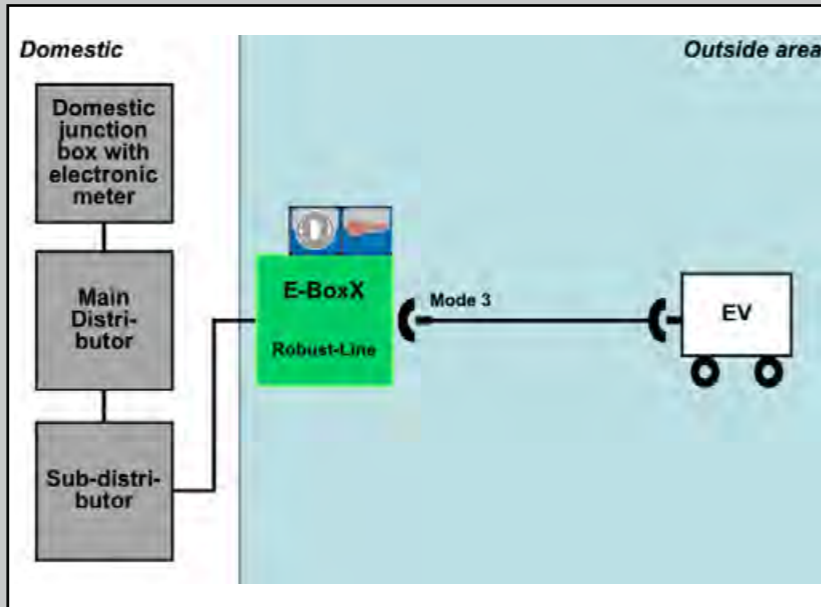 Domestic
Outside area
Domestic
junction
box with
electronic
meter
Main
Distri-
butor
Sub-distri-
butor
E-BoxX
Robust-Line
Mode 3
EV